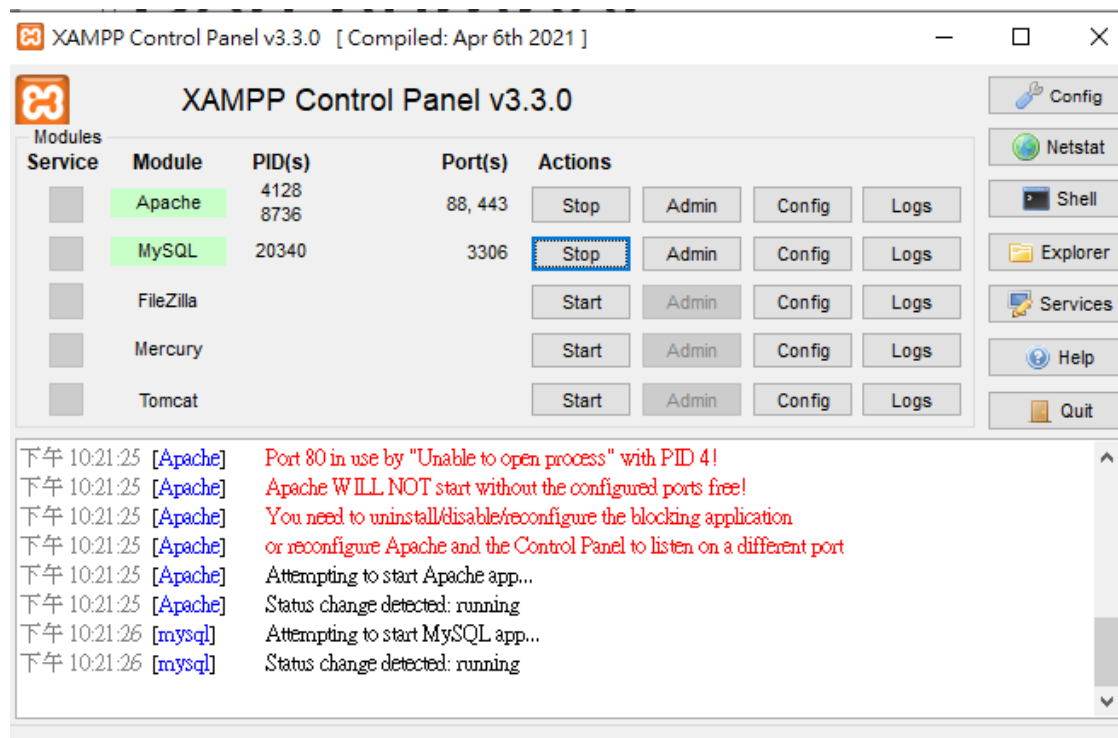 XAMPP Control Panel v3.3.0 [ Compiled: Apr 6th 2021 ]
XAMPP Control Panel v3.3.0
Config
Modules
Service Module PID(s) Port(s) Actions
Netstat
Apache 4128 8736 88, 443 Stop Admin Config Logs
Shell
MySQL 20340 3306 Stop Admin Config Logs
Explorer
FileZilla Start Admin Config Logs
Services
Mercury Start Admin Config Logs
Help
Tomcat Start Admin Config Logs
Quit
下午 10:21:25 [Apache] Port 80 in use by "Unable to open process" with PID 4!
下午 10:21:25 [Apache] Apache WILL NOT start without the configured ports free!
下午 10:21:25 [Apache] You need to uninstall/disable/reconfigure the blocking application
下午 10:21:25 [Apache] or reconfigure Apache and the Control Panel to listen on a different port
下午 10:21:25 [Apache] Attempting to start Apache app...
下午 10:21:25 [Apache] Status change detected: running
下午 10:21:26 [mysql] Attempting to start MySQL app...
下午 10:21:26 [mysql] Status change detected: running